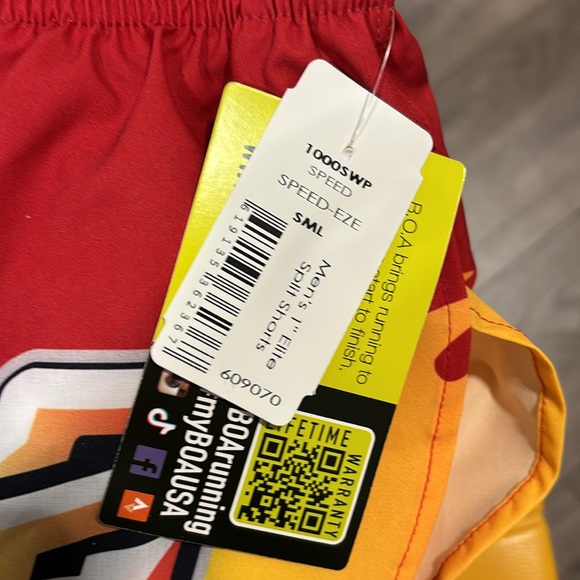 1000SWP
SPEED
SPEED-EZE
SML
Men's 1" Elite
Split Shorts
609070
B.O.A brings running to
start to finish.
LIFETIME WARRANTY
BOArunning
#myBOAUSA